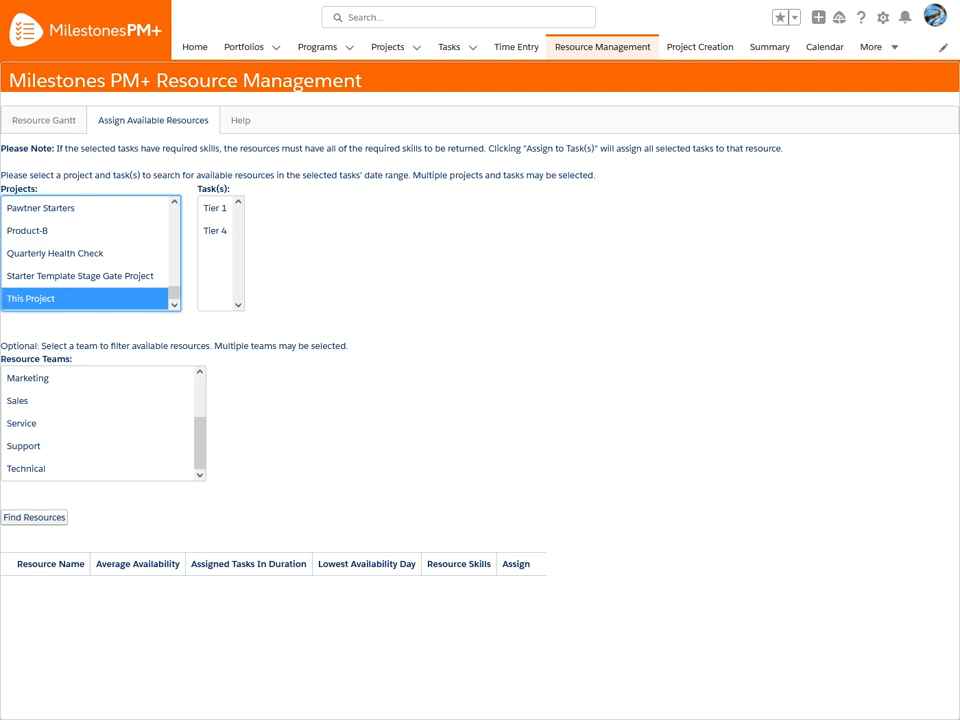 MilestonesPM+
Search...
Home Portfolios Programs Projects Tasks Time Entry Resource Management Project Creation Summary Calendar More
Milestones PM+ Resource Management
Resource Gantt Assign Available Resources Help
Please Note: If the selected tasks have required skills, the resources must have all of the required skills to be returned. Clicking "Assign to Task(s)" will assign all selected tasks to that resource.
Please select a project and task(s) to search for available resources in the selected tasks' date range. Multiple projects and tasks may be selected.
Projects: Task(s):
Pawtner Starters Tier 1
Product-B Tier 4
Quarterly Health Check
Starter Template Stage Gate Project
This Project
Optional: Select a team to filter available resources. Multiple teams may be selected.
Resource Teams:
Marketing
Sales
Service
Support
Technical
Find Resources
Resource Name Average Availability Assigned Tasks In Duration Lowest Availability Day Resource Skills Assign